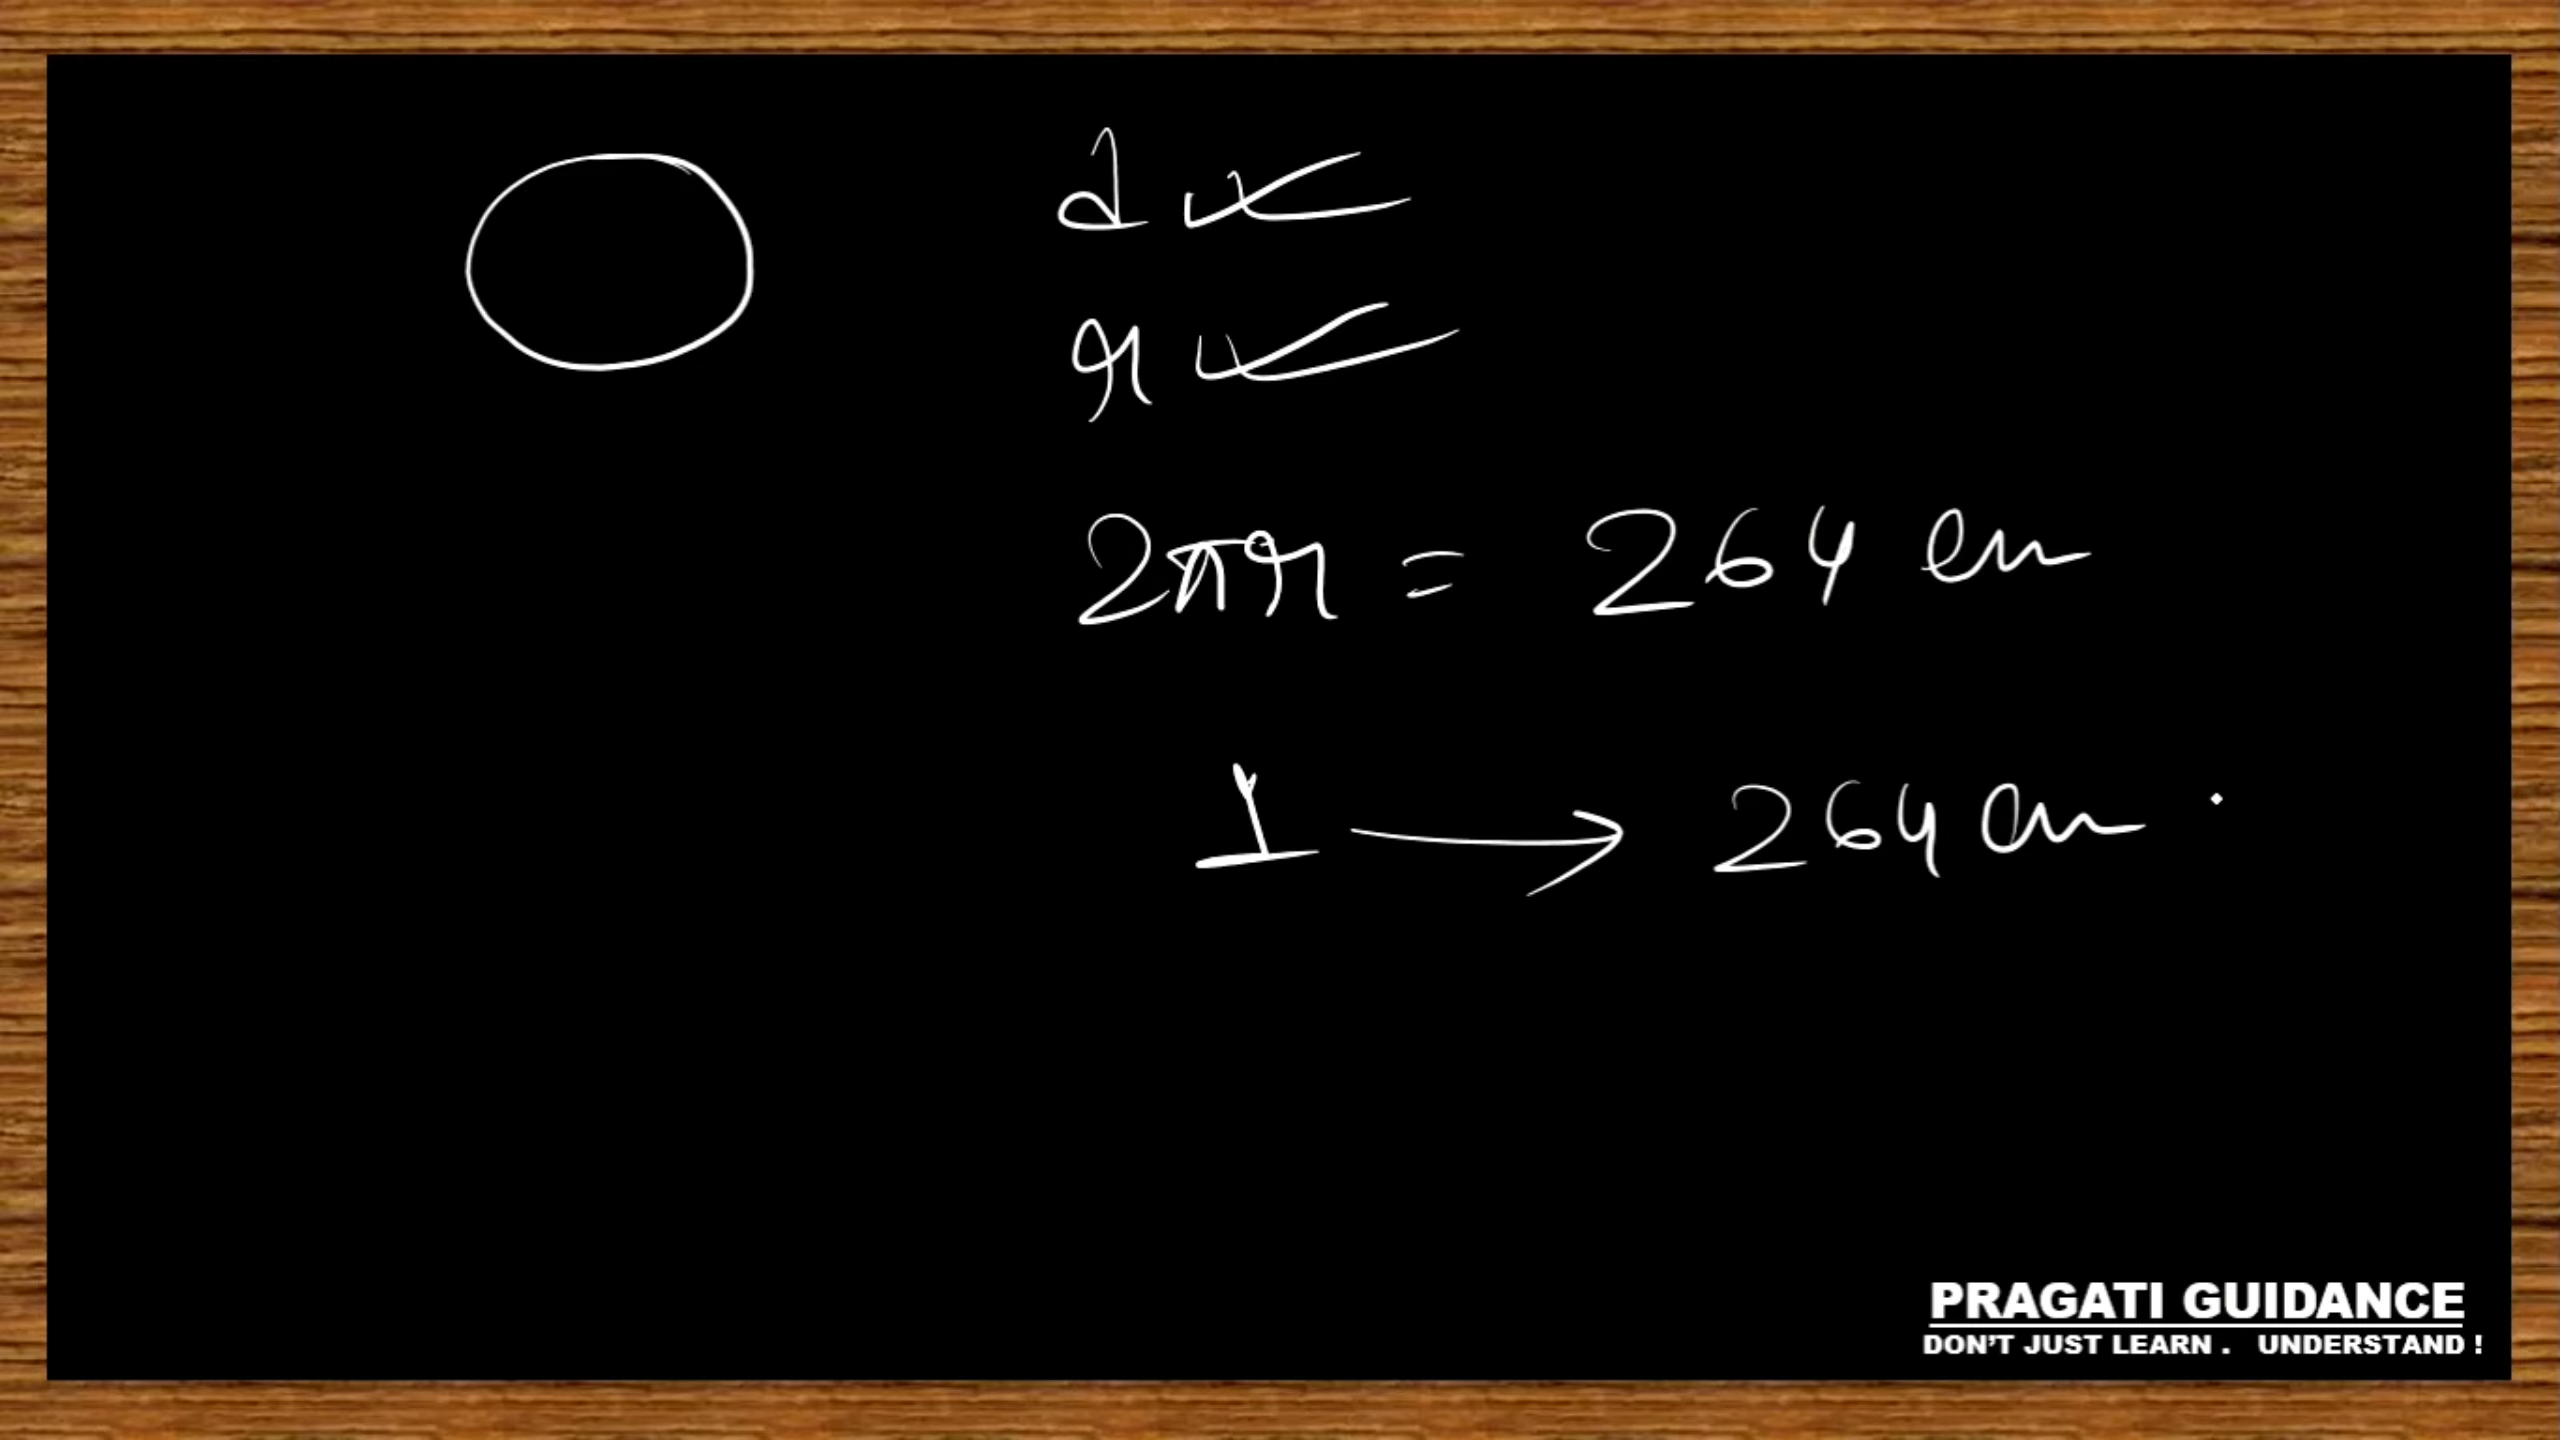 d ✓
r ✓
2πr = 264 cm
1 → 264 cm .
PRAGATI GUIDANCE
DON'T JUST LEARN . UNDERSTAND !